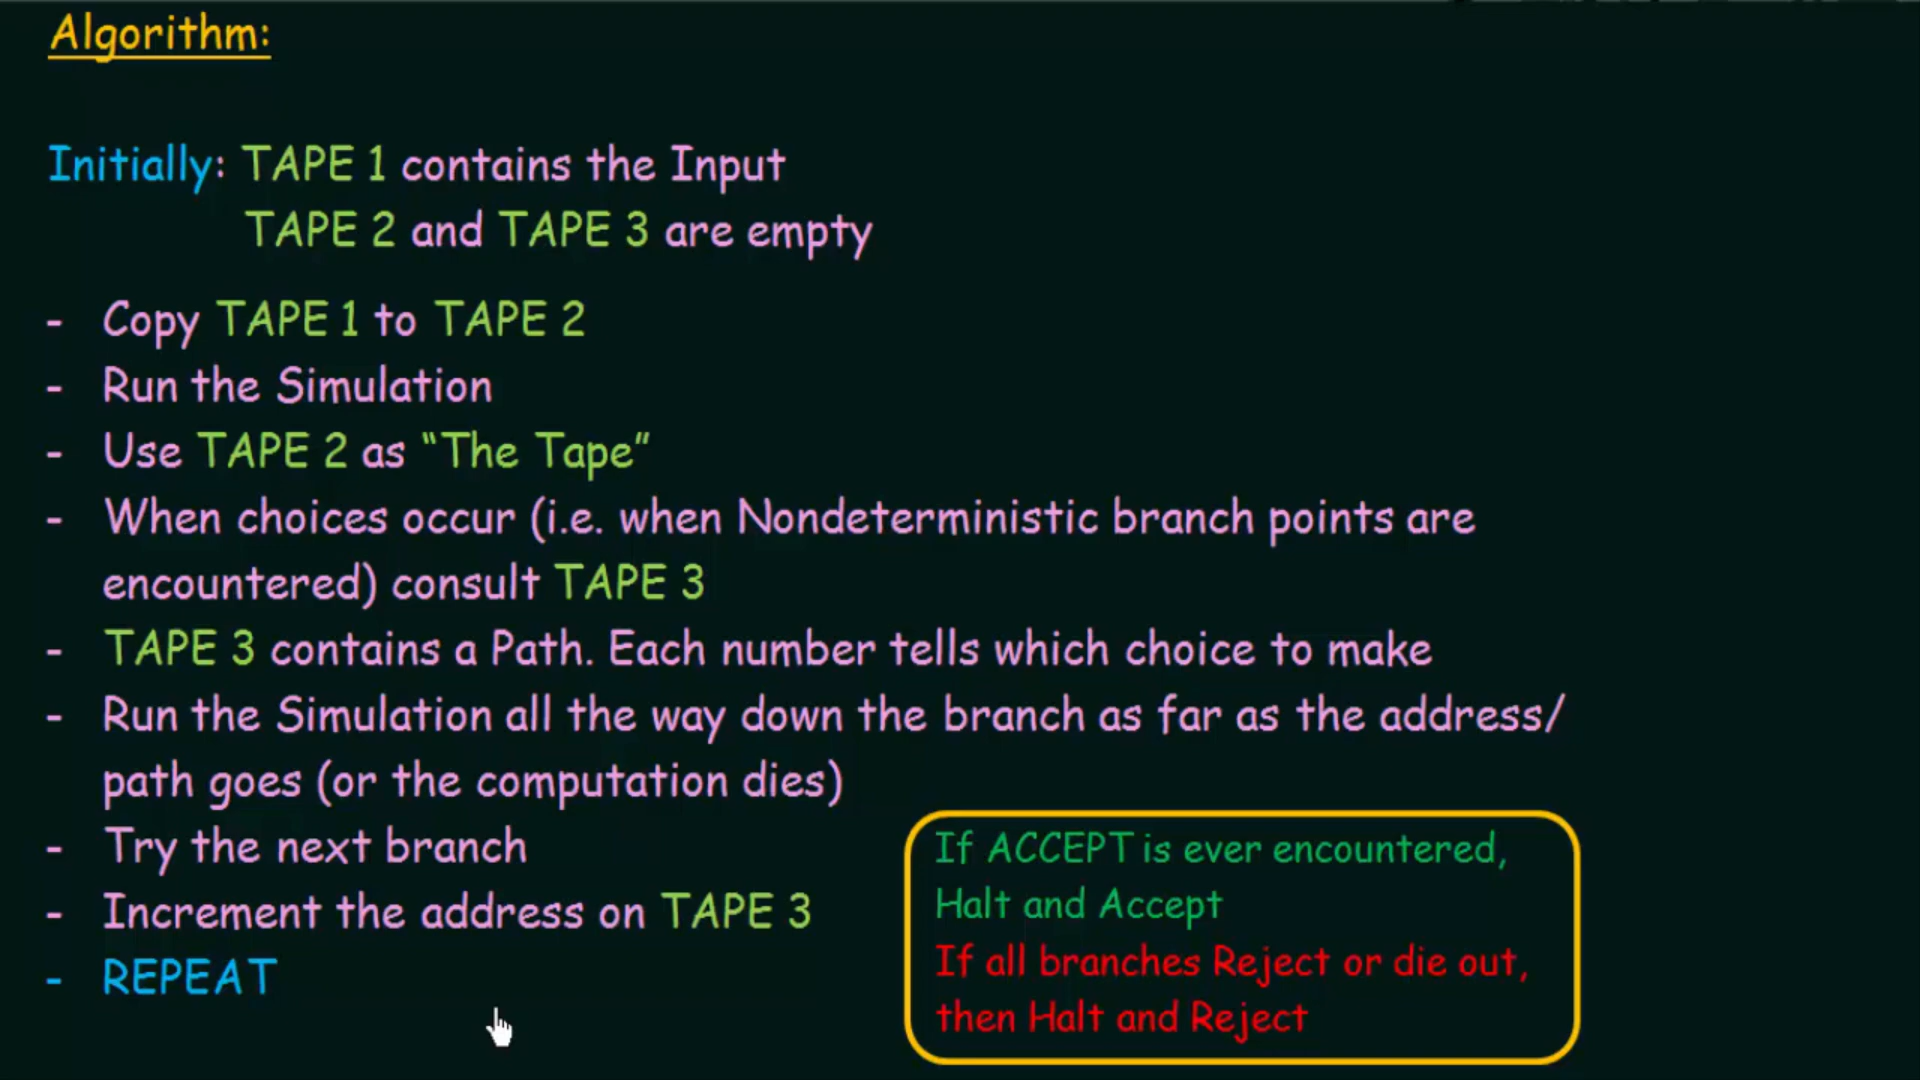 Algorithm:
Initially: TAPE 1 contains the Input
TAPE 2 and TAPE 3 are empty
- Copy TAPE 1 to TAPE 2
- Run the Simulation
- Use TAPE 2 as “The Tape”
- When choices occur (i.e. when Nondeterministic branch points are
encountered) consult TAPE 3
- TAPE 3 contains a Path. Each number tells which choice to make
- Run the Simulation all the way down the branch as far as the address/
path goes (or the computation dies)
- Try the next branch
- Increment the address on TAPE 3
- REPEAT
If ACCEPT is ever encountered,
Halt and Accept
If all branches Reject or die out,
then Halt and Reject